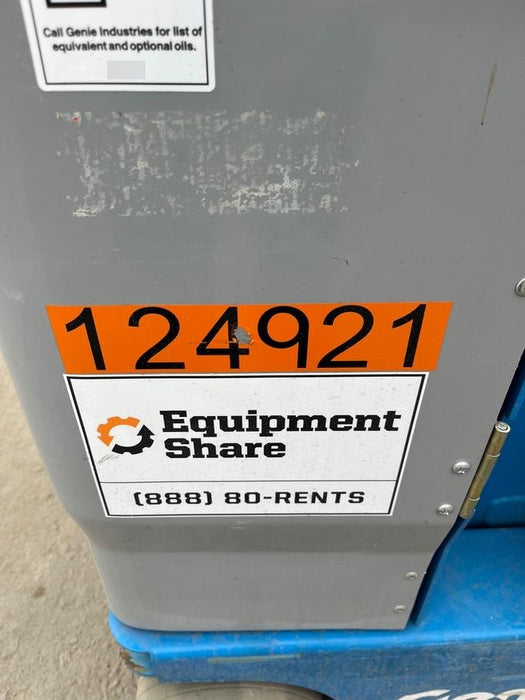 Call Genie Industries for list of
equivalent and optional oils.
124921
Equipment
Share
(888) 80-RENTS